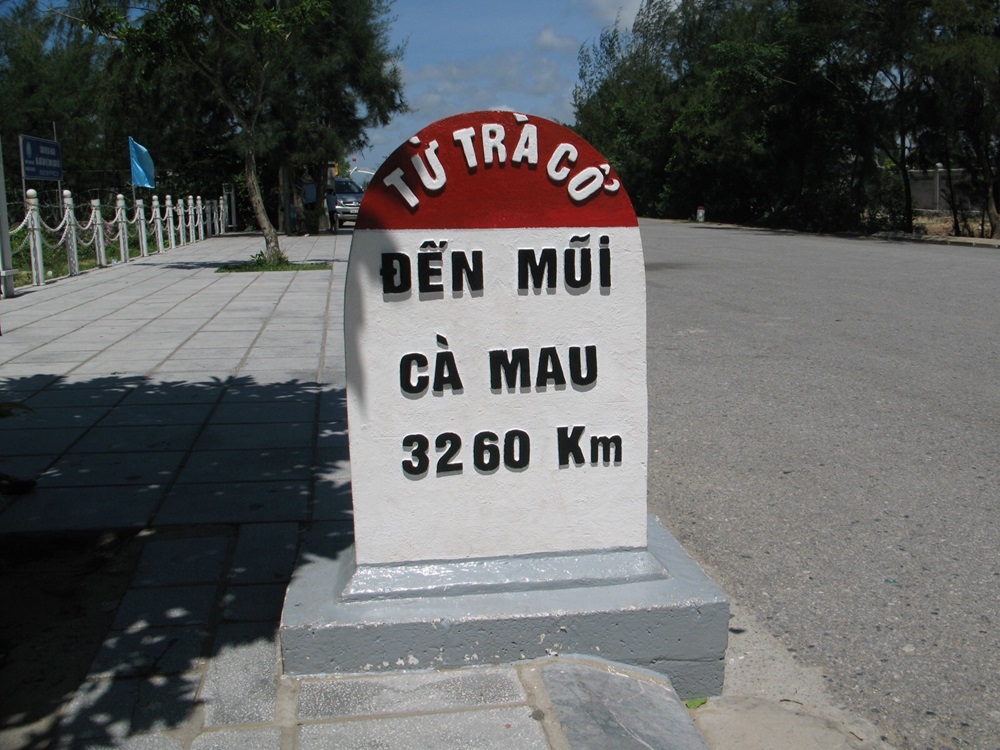 TỪ TRÀ CỔ
ĐẾN MŨI
CÀ MAU
3260 Km